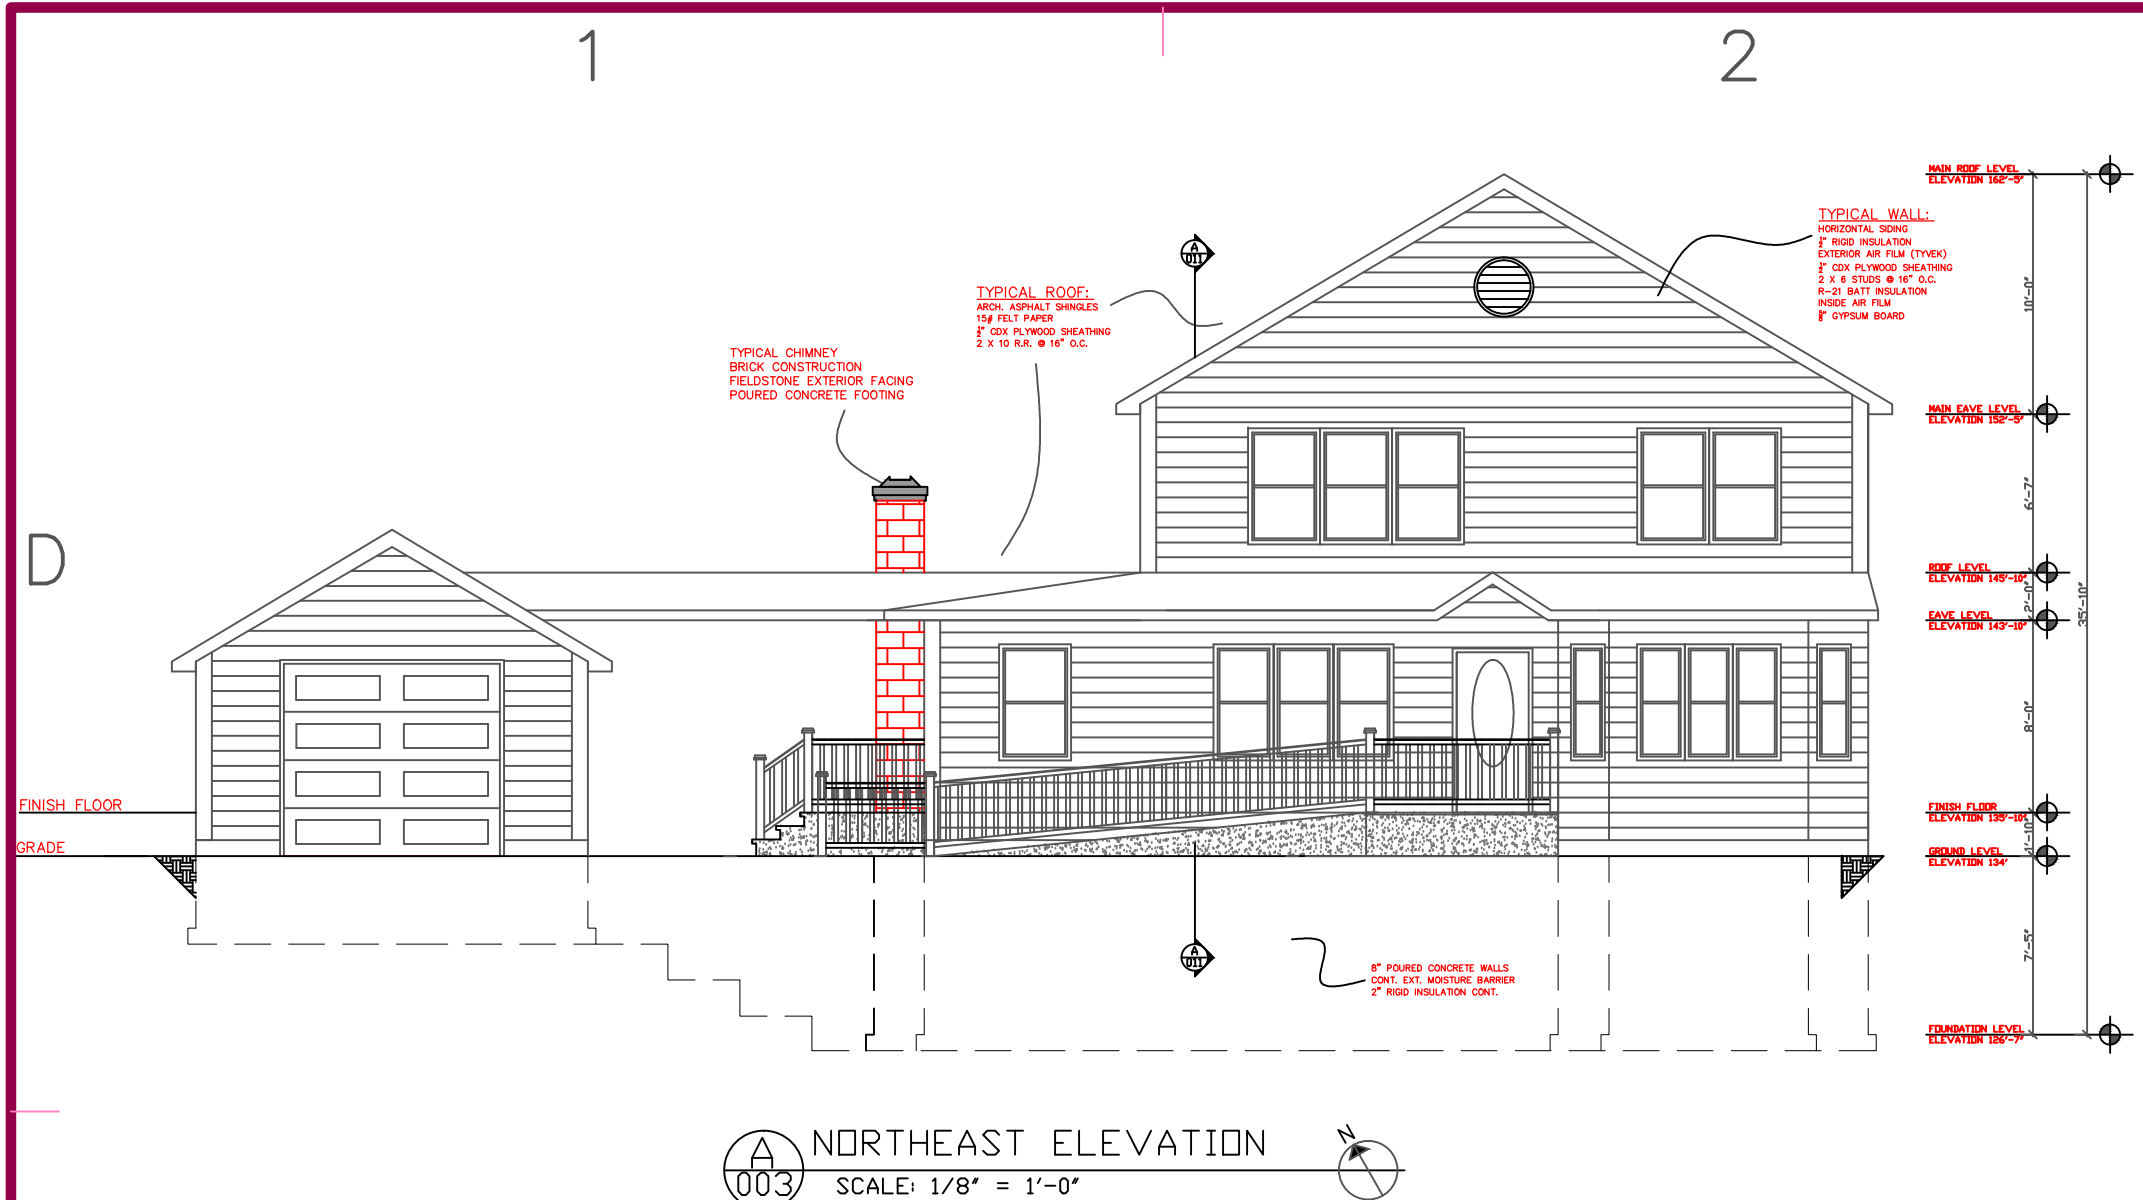 1
2
D
MAIN ROOF LEVEL
ELEVATION 162'-5"
TYPICAL WALL:
HORIZONTAL SIDING
1/2" RIGID INSULATION
EXTERIOR AIR FILM (TYVEK)
1/2" CDX PLYWOOD SHEATHING
2 X 6 STUDS @ 16" O.C.
R-21 BATT INSULATION
INSIDE AIR FILM
GYPSUM BOARD
A
011
TYPICAL ROOF:
ARCH. ASPHALT SHINGLES
15# FELT PAPER
1/2" CDX PLYWOOD SHEATHING
2 X 10 R.R. @ 16" O.C.
TYPICAL CHIMNEY
BRICK CONSTRUCTION
FIELDSTONE EXTERIOR FACING
POURED CONCRETE FOOTING
10'-0"
MAIN EAVE LEVEL
ELEVATION 152'-5"
6'-7"
ROOF LEVEL
ELEVATION 145'-10"
2'-0"
35'-10"
EAVE LEVEL
ELEVATION 143'-10"
8'-0"
FINISH FLOOR
FINISH FLOOR
ELEVATION 135'-10"
1'-10"
GRADE
GROUND LEVEL
ELEVATION 134'
7'-5"
A
011
8" POURED CONCRETE WALLS
CONT. EXT. MOISTURE BARRIER
2" RIGID INSULATION CONT.
FOUNDATION LEVEL
ELEVATION 126'-7"
A
003
NORTHEAST ELEVATION
SCALE: 1/8" = 1'-0"
N